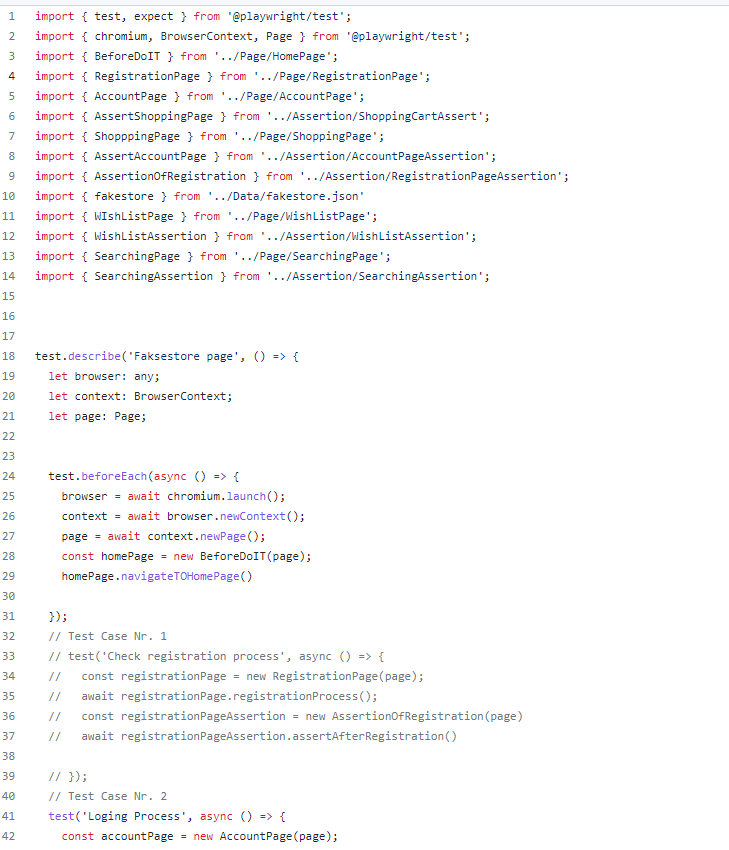 1 import { test, expect } from '@playwright/test';
2 import { chromium, BrowserContext, Page } from '@playwright/test';
3 import { BeforeDoIT } from '../Page/HomePage';
4 import { RegistrationPage } from '../Page/RegistrationPage';
5 import { AccountPage } from '../Page/AccountPage';
6 import { AssertShoppingPage } from '../Assertion/ShoppingCartAssert';
7 import { ShopppingPage } from '../Page/ShoppingPage';
8 import { AssertAccountPage } from '../Assertion/AccountPageAssertion';
9 import { AssertionOfRegistration } from '../Assertion/RegistrationPageAssertion';
10 import { fakestore } from '../Data/fakestore.json'
11 import { WIshListPage } from '../Page/WishListPage';
12 import { WishListAssertion } from '../Assertion/WishListAssertion';
13 import { SearchingPage } from '../Page/SearchingPage';
14 import { SearchingAssertion } from '../Assertion/SearchingAssertion';
15
16
17
18 test.describe('Faksestore page', () => {
19 let browser: any;
20 let context: BrowserContext;
21 let page: Page;
22
23
24 test.beforeEach(async () => {
25 browser = await chromium.launch();
26 context = await browser.newContext();
27 page = await context.newPage();
28 const homePage = new BeforeDoIT(page);
29 homePage.navigateTOHomePage()
30
31 });
32 // Test Case Nr. 1
33 // test('Check registration process', async () => {
34 //   const registrationPage = new RegistrationPage(page);
35 //   await registrationPage.registrationProcess();
36 //   const registrationPageAssertion = new AssertionOfRegistration(page)
37 //   await registrationPageAssertion.assertAfterRegistration()
38
39 // });
40 // Test Case Nr. 2
41 test('Loging Process', async () => {
42 const accountPage = new AccountPage(page);